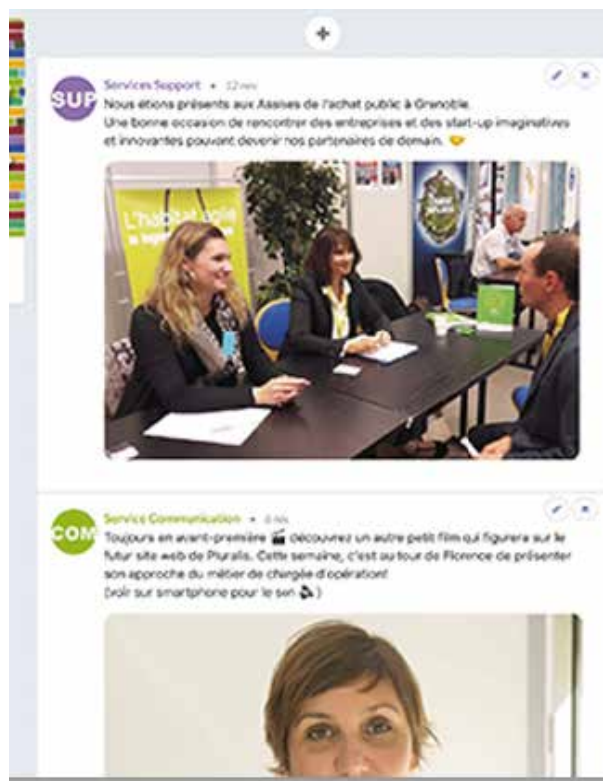 SUP
Services Support • 12 nov
Nous étions présents aux Assises de l'achat public à Grenoble.
Une bonne occasion de rencontrer des entreprises et des start-up imaginatives
et innovantes pouvant devenir nos partenaires de demain.
L'habitat agile
COM
Service Communication •
Toujours en avant-première 🎬 découvrez un autre petit film qui figurera sur le
futur site web de Pluralis. Cette semaine, c'est au tour de Florence de présenter
son approche du métier de chargée d'opération!
(voir sur smartphone pour le son)